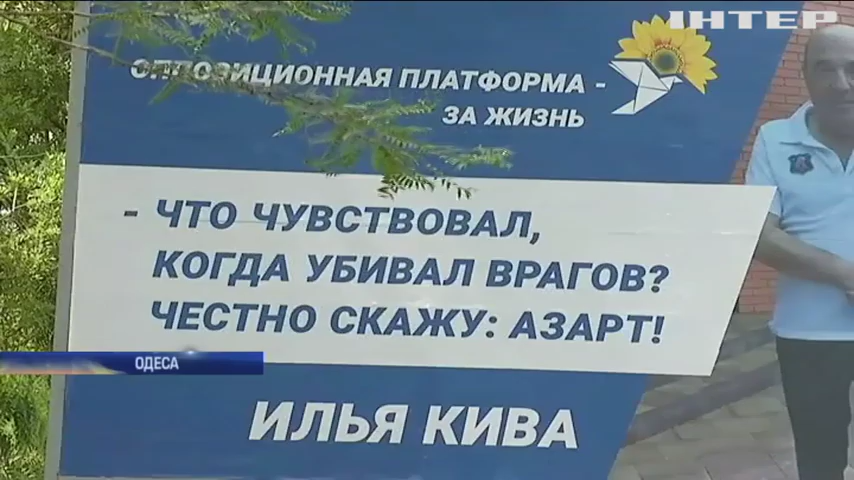 ІНТЕР
ОППОЗИЦИОННАЯ ПЛАТФОРМА -
ЗА ЖИЗНЬ
- ЧТО ЧУВСТВОВАЛ,
КОГДА УБИВАЛ ВРАГОВ?
ЧЕСТНО СКАЖУ: АЗАРТ!
ОДЕСА
ИЛЬЯ КИВА